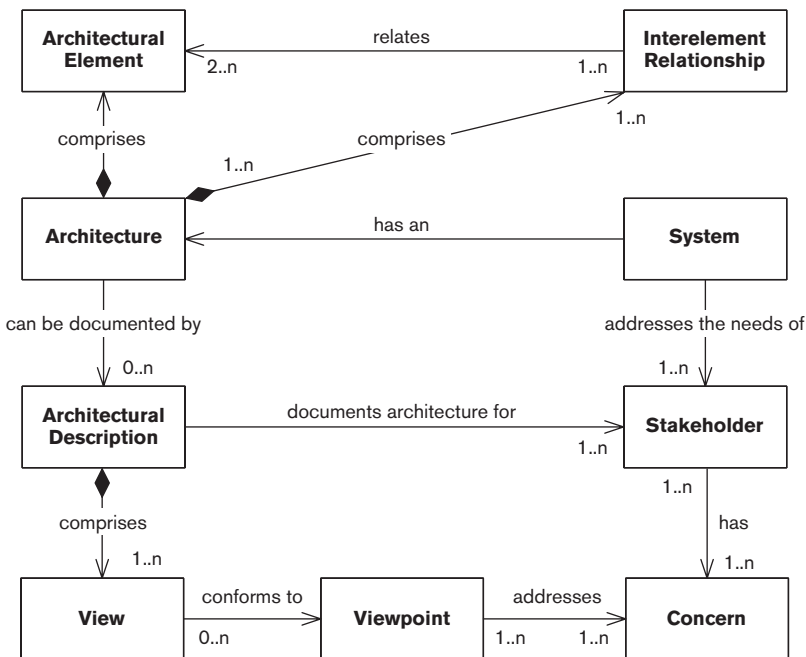 Architectural
Element
relates
2..n
1..n
Interelement
Relationship
comprises
1..n
comprises
1..n
Architecture
has an
System
can be documented by
addresses the needs of
0..n
1..n
Architectural
Description
documents architecture for
1..n
Stakeholder
comprises
1..n
1..n
has
1..n
View
conforms to
0..n
Viewpoint
addresses
1..n
1..n
Concern